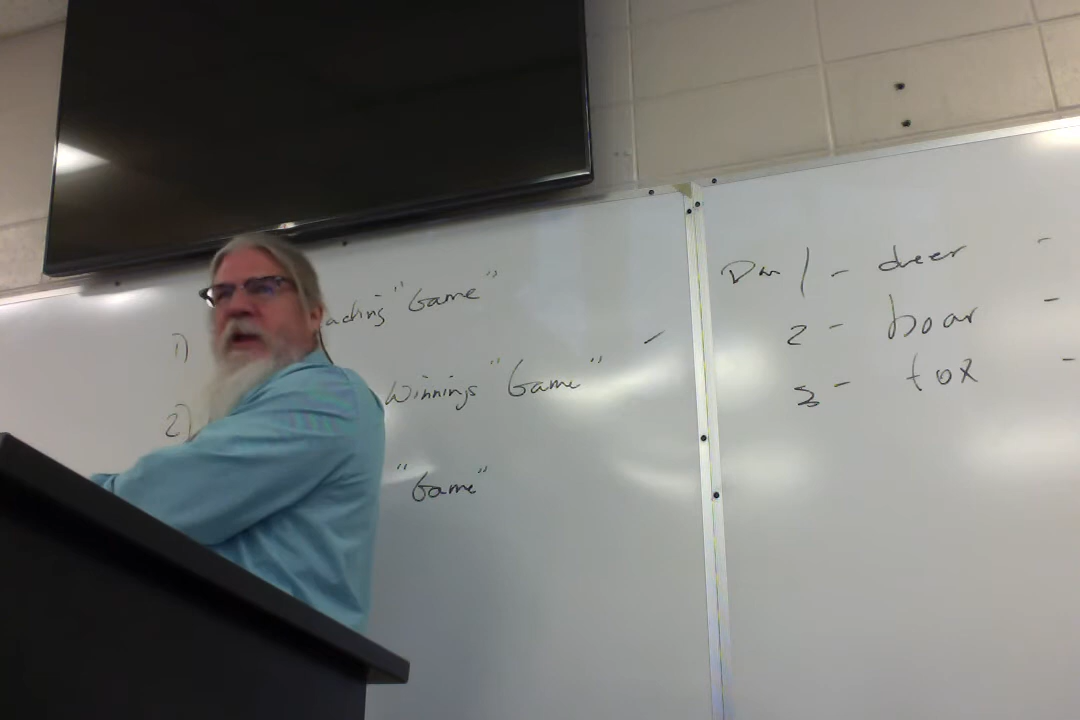 1) "Game"
2) Winnings "Game" -
"Game"
Day 1 - deer -
2 - boar -
3 - fox -